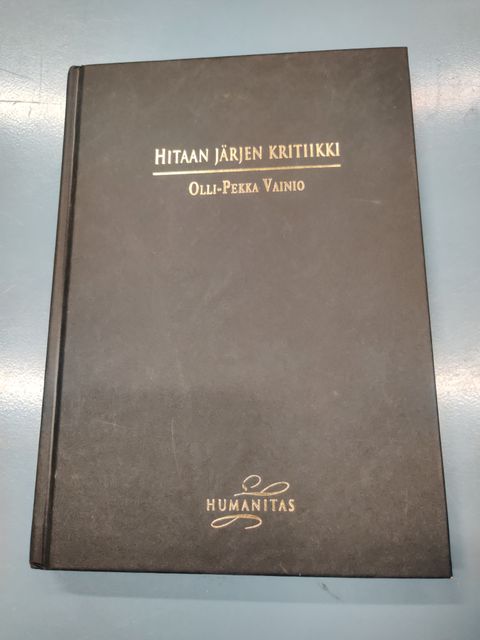 HITAAN JÄRJEN KRITIIKKI
OLLI-PEKKA VAINIO
HUMANITAS